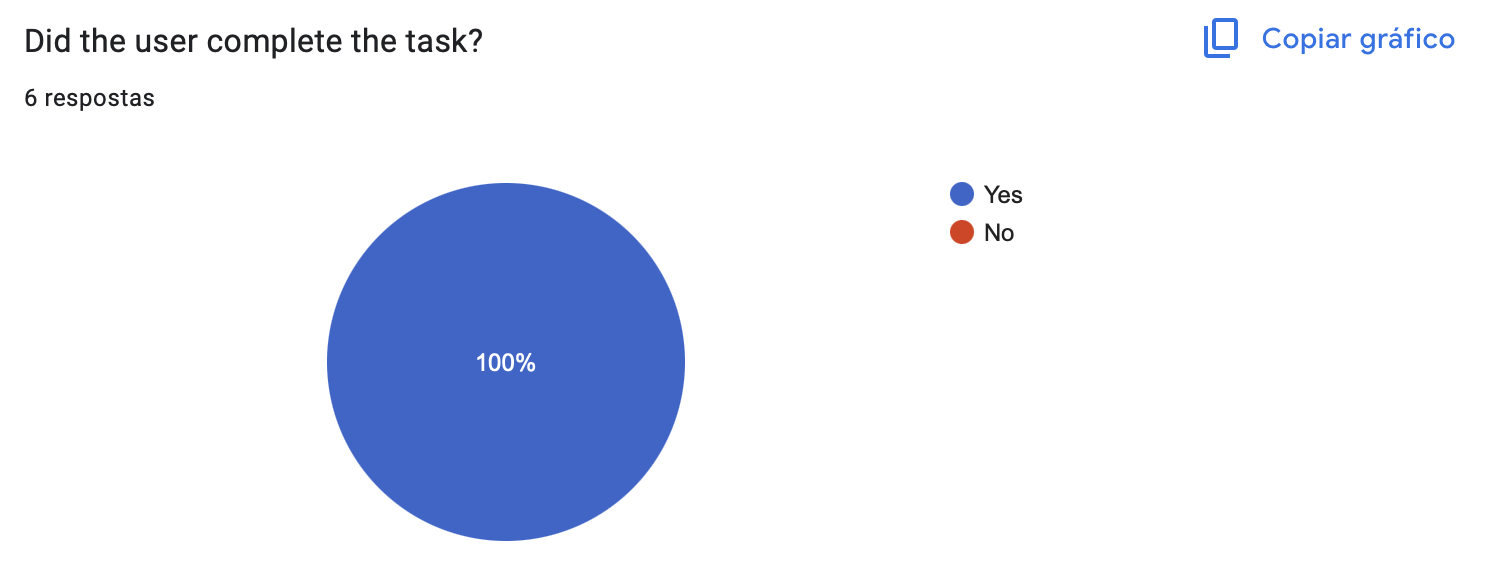 Did the user complete the task?
Copiar gráfico
6 respostas
Yes
No
100%